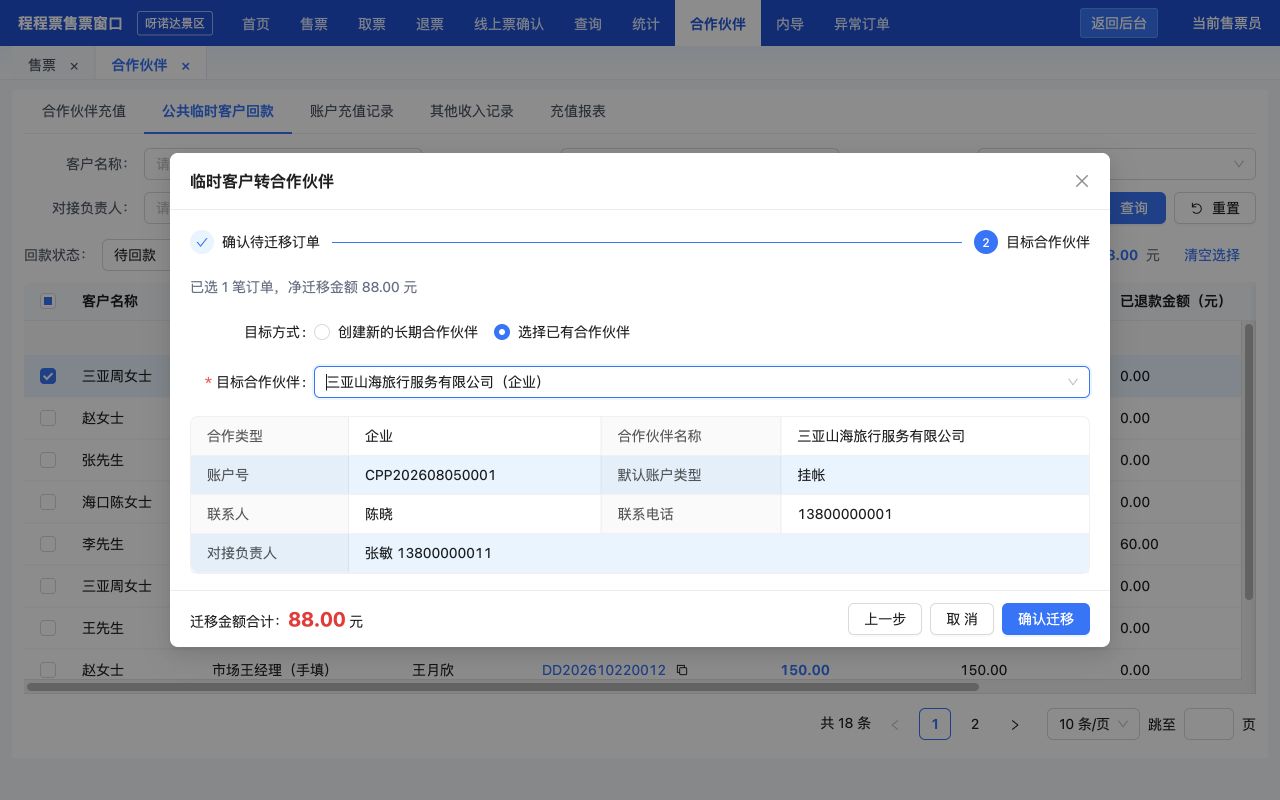 程程票售票窗口 呀诺达景区 首页 售票 取票 退票 线上票确认 查询 统计 合作伙伴 内导 异常订单 返回后台 当前售票员
售票 × 合作伙伴 ×
合作伙伴充值 公共临时客户回款 账户充值记录 其他收入记录 充值报表
客户名称： 请
对接负责人： 请 查询 重置
回款状态： 待回款 8.00 元 清空选择
客户名称 已退款金额（元）
三亚周女士 0.00
赵女士 0.00
张先生 0.00
海口陈女士 0.00
李先生 60.00
三亚周女士 0.00
王先生 0.00
赵女士 市场王经理（手填） 王月欣 DD202610220012 150.00 150.00 0.00
共 18 条 < 1 2 > 10 条/页 跳至 页
临时客户转合作伙伴
确认待迁移订单 2 目标合作伙伴
已选 1 笔订单，净迁移金额 88.00 元
目标方式： 创建新的长期合作伙伴 选择已有合作伙伴
* 目标合作伙伴： 三亚山海旅行服务有限公司（企业）
合作类型 企业 合作伙伴名称 三亚山海旅行服务有限公司
账户号 CPP202608050001 默认账户类型 挂帐
联系人 陈晓 联系电话 13800000001
对接负责人 张敏 13800000011
迁移金额合计： 88.00 元 上一步 取 消 确认迁移